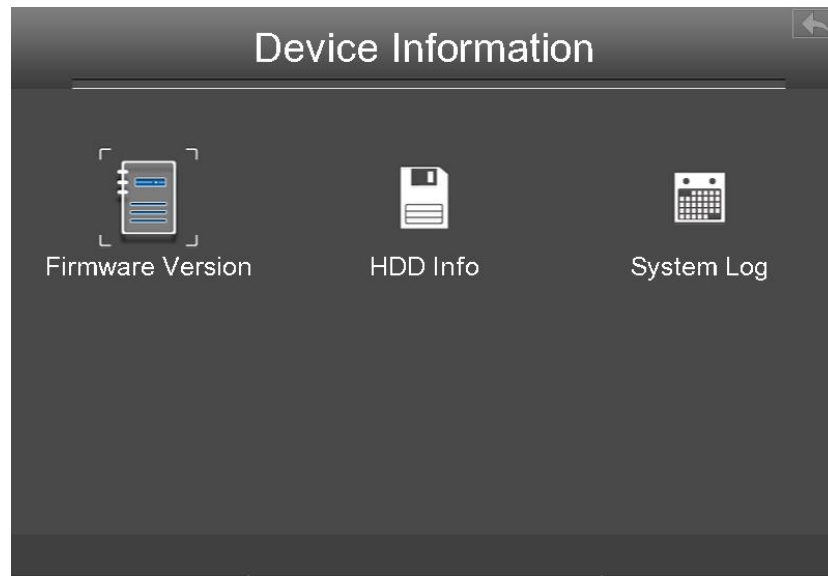 Device Information
Firmware Version
HDD Info
System Log